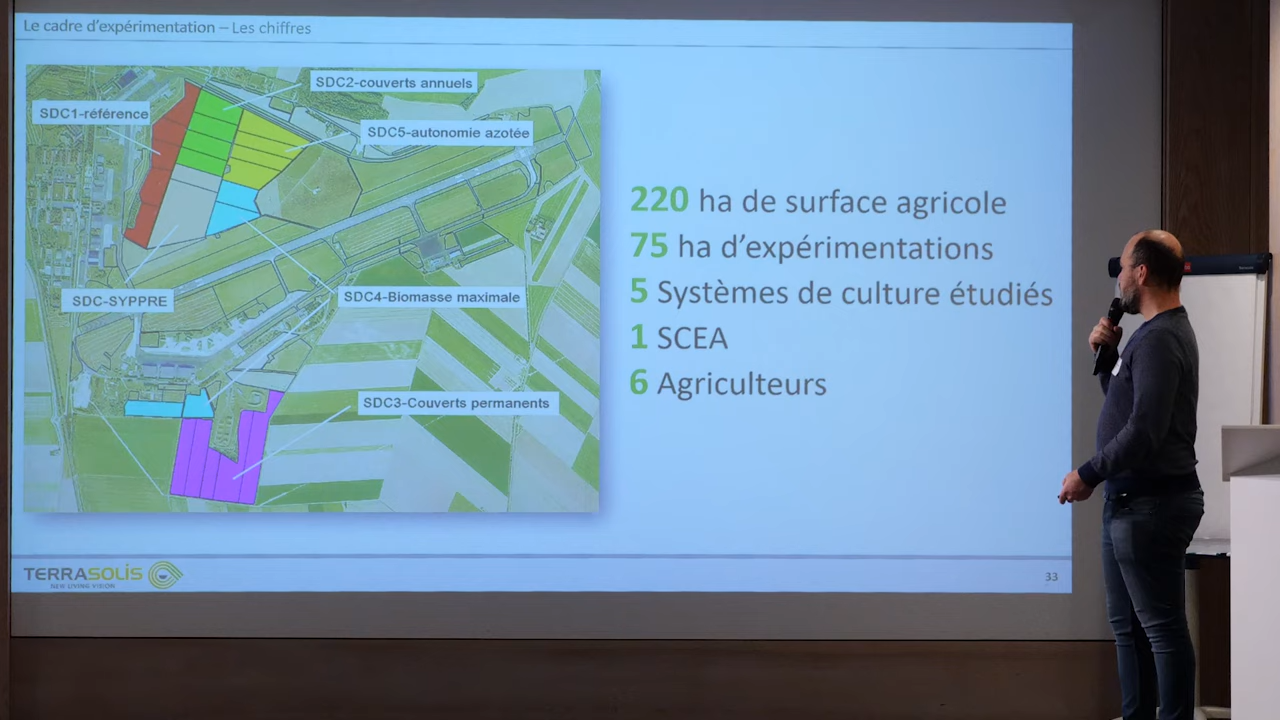 Le cadre d'expérimentation – Les chiffres
SDC2-couverts annuels
SDC1-référence
SDC5-autonomie azotée
SDC-SYPPRE
SDC4-Biomasse maximale
SDC3-Couverts permanents
220 ha de surface agricole
75 ha d'expérimentations
5 Systèmes de culture étudiés
1 SCEA
6 Agriculteurs
TERRASOLIS
NEW LIVING VISION
33